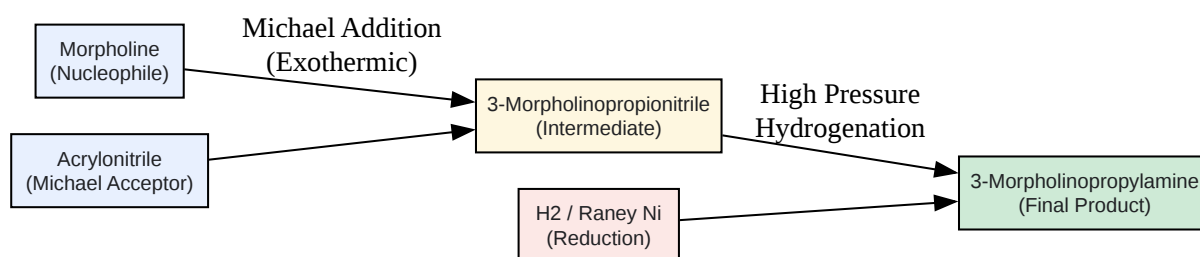 Morpholine
(Nucleophile)
Michael Addition
(Exothermic)
Acrylonitrile
(Michael Acceptor)
3-Morpholinopropionitrile
(Intermediate)
High Pressure
Hydrogenation
H2 / Raney Ni
(Reduction)
3-Morpholinopropylamine
(Final Product)